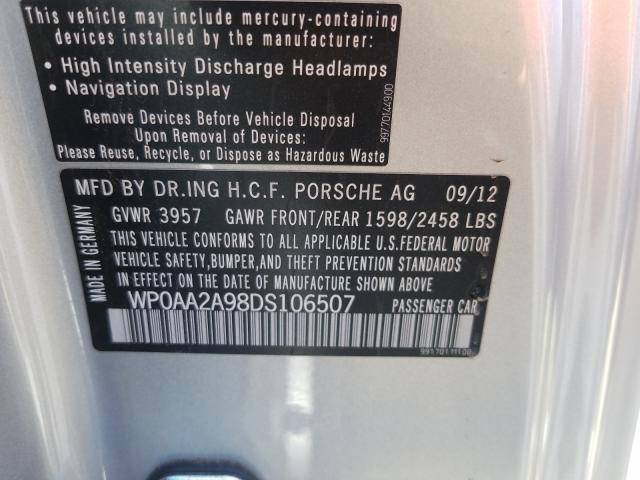 This vehicle may include mercury-containing
devices installed by the manufacturer:
• High Intensity Discharge Headlamps
• Navigation Display
Remove Devices Before Vehicle Disposal
Upon Removal of Devices:
Please Reuse, Recycle, or Dispose as Hazardous Waste
99770144900
MADE IN GERMANY
MFD BY DR.ING H.C.F. PORSCHE AG 09/12
GVWR 3957 GAWR FRONT/REAR 1598/2458 LBS
THIS VEHICLE CONFORMS TO ALL APPLICABLE U.S.FEDERAL MOTOR
VEHICLE SAFETY,BUMPER,AND THEFT PREVENTION STANDARDS
IN EFFECT ON THE DATE OF MANUFACTURE SHOWN ABOVE
WP0AA2A98DS106507 PASSENGER CAR
991.701.111.00